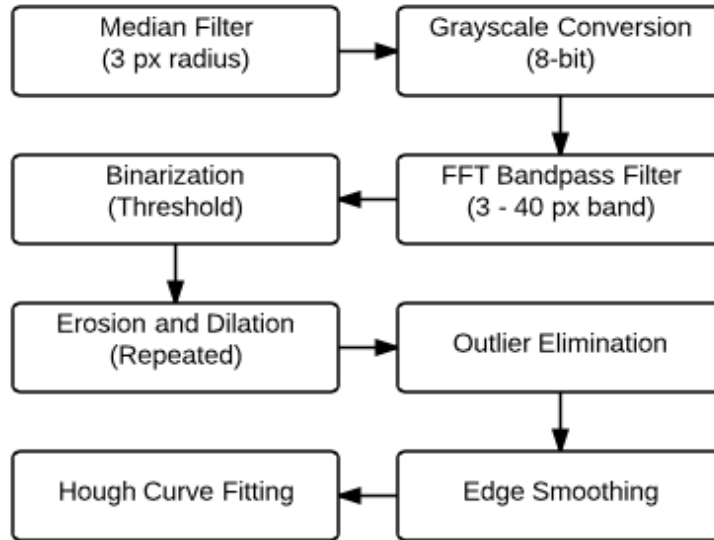 Median Filter
(3 px radius)
Grayscale Conversion
(8-bit)
FFT Bandpass Filter
(3 - 40 px band)
Binarization
(Threshold)
Erosion and Dilation
(Repeated)
Outlier Elimination
Edge Smoothing
Hough Curve Fitting